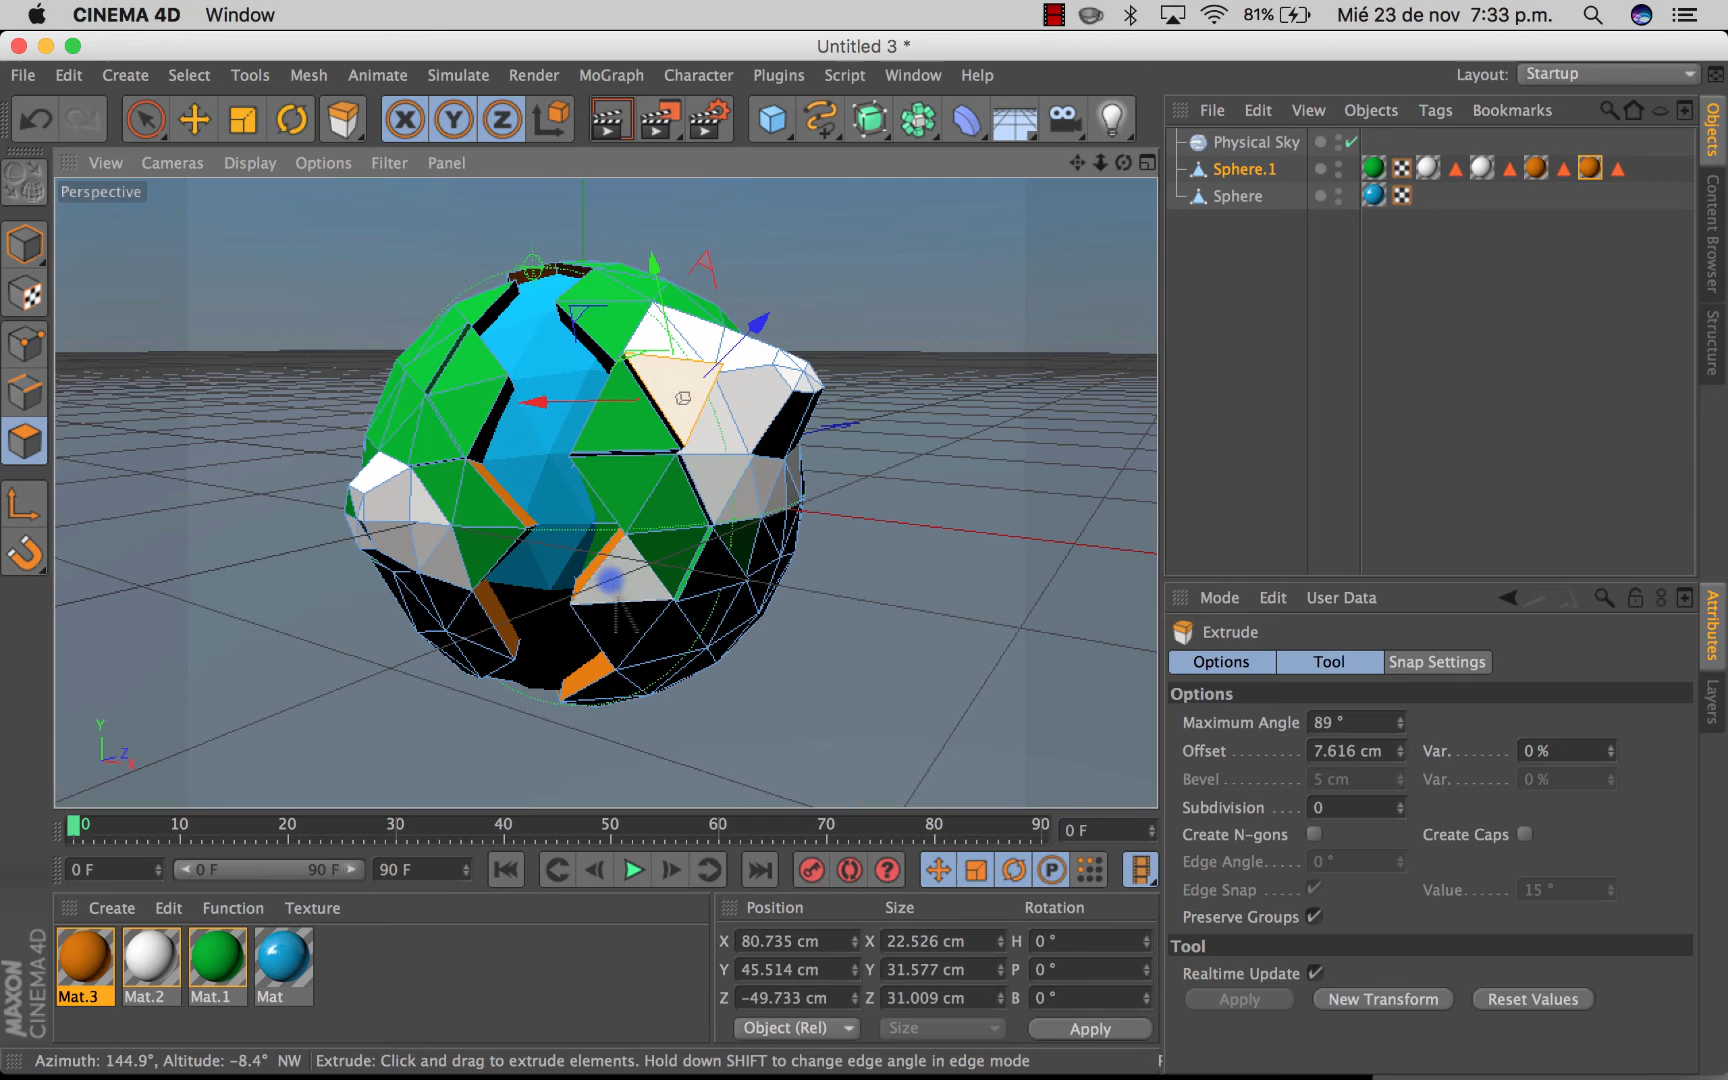 CINEMA 4D Window 81% Mié 23 de nov 7:33 p.m.
Untitled 3 *
File Edit Create Select Tools Mesh Animate Simulate Render MoGraph Character Plugins Script Window Help Layout: Startup
X Y Z
File Edit View Objects Tags Bookmarks
View Cameras Display Options Filter Panel
Perspective
Physical Sky
Sphere.1
Sphere
Objects
Content Browser
Structure
Mode Edit User Data
Extrude
Options Tool Snap Settings
Options
Maximum Angle 89 °
Offset 7.616 cm Var. 0 %
Bevel 5 cm Var. 0 %
Subdivision 0
Create N-gons Create Caps
Edge Angle 0 °
Edge Snap Value 15 °
Preserve Groups
Tool
Realtime Update
Apply New Transform Reset Values
Attributes
Layers
Y Z X
0 10 20 30 40 50 60 70 80 90 0 F
0 F 0 F 90 F 90 F P
Create Edit Function Texture
Mat.3 Mat.2 Mat.1 Mat
Position Size Rotation
X 80.735 cm X 22.526 cm H 0 °
Y 45.514 cm Y 31.577 cm P 0 °
Z -49.733 cm Z 31.009 cm B 0 °
Object (Rel) Size Apply
MAXON CINEMA 4D
Azimuth: 144.9°, Altitude: -8.4° NW Extrude: Click and drag to extrude elements. Hold down SHIFT to change edge angle in edge mode